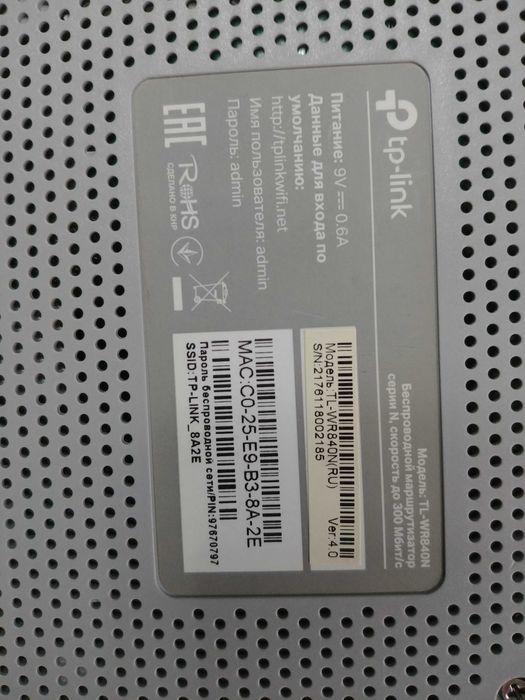 tp-link
Модель: TL-WR840N
Беспроводной маршрутизатор
серии N, скорость до 300 Мбит/с
Питание: 9V ⎓ 0.6A
Данные для входа по
умолчанию:
http://tplinkwifi.net
Имя пользователя: admin
Пароль: admin
EAC
RoHS
СДЕЛАНО В КНР
Модель: TL-WR840N(RU) Ver:4.0
S/N:21761118002185
MAC:C0-25-E9-B3-8A-2E
Пароль беспроводной сети/PIN:97670797
SSID:TP-LINK_8A2E